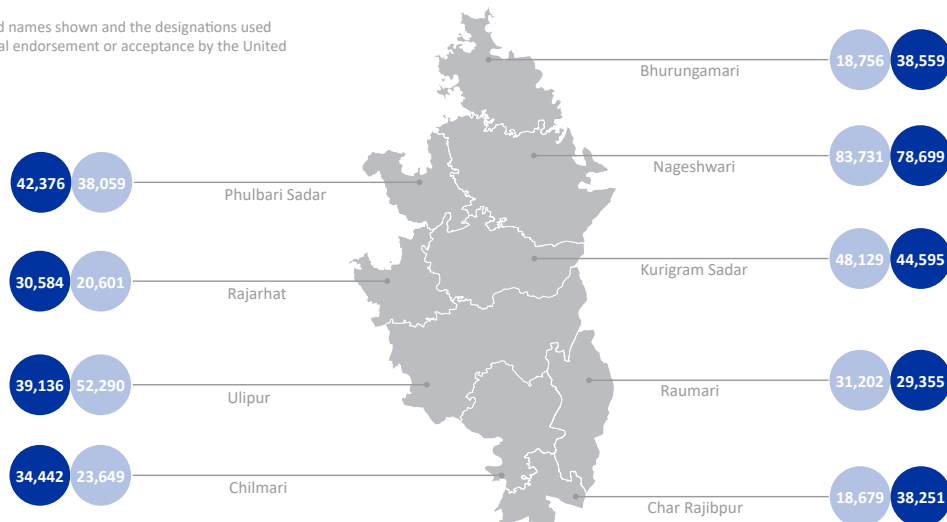 d names shown and the designations used
al endorsement or acceptance by the United
Bhurungamari
18,756 38,559
Nageshwari
83,731 78,699
42,376 38,059
Phulbari Sadar
Kurigram Sadar
48,129 44,595
30,584 20,601
Rajarhat
Raumari
31,202 29,355
39,136 52,290
Ulipur
34,442 23,649
Chilmari
Char Rajibpur
18,679 38,251